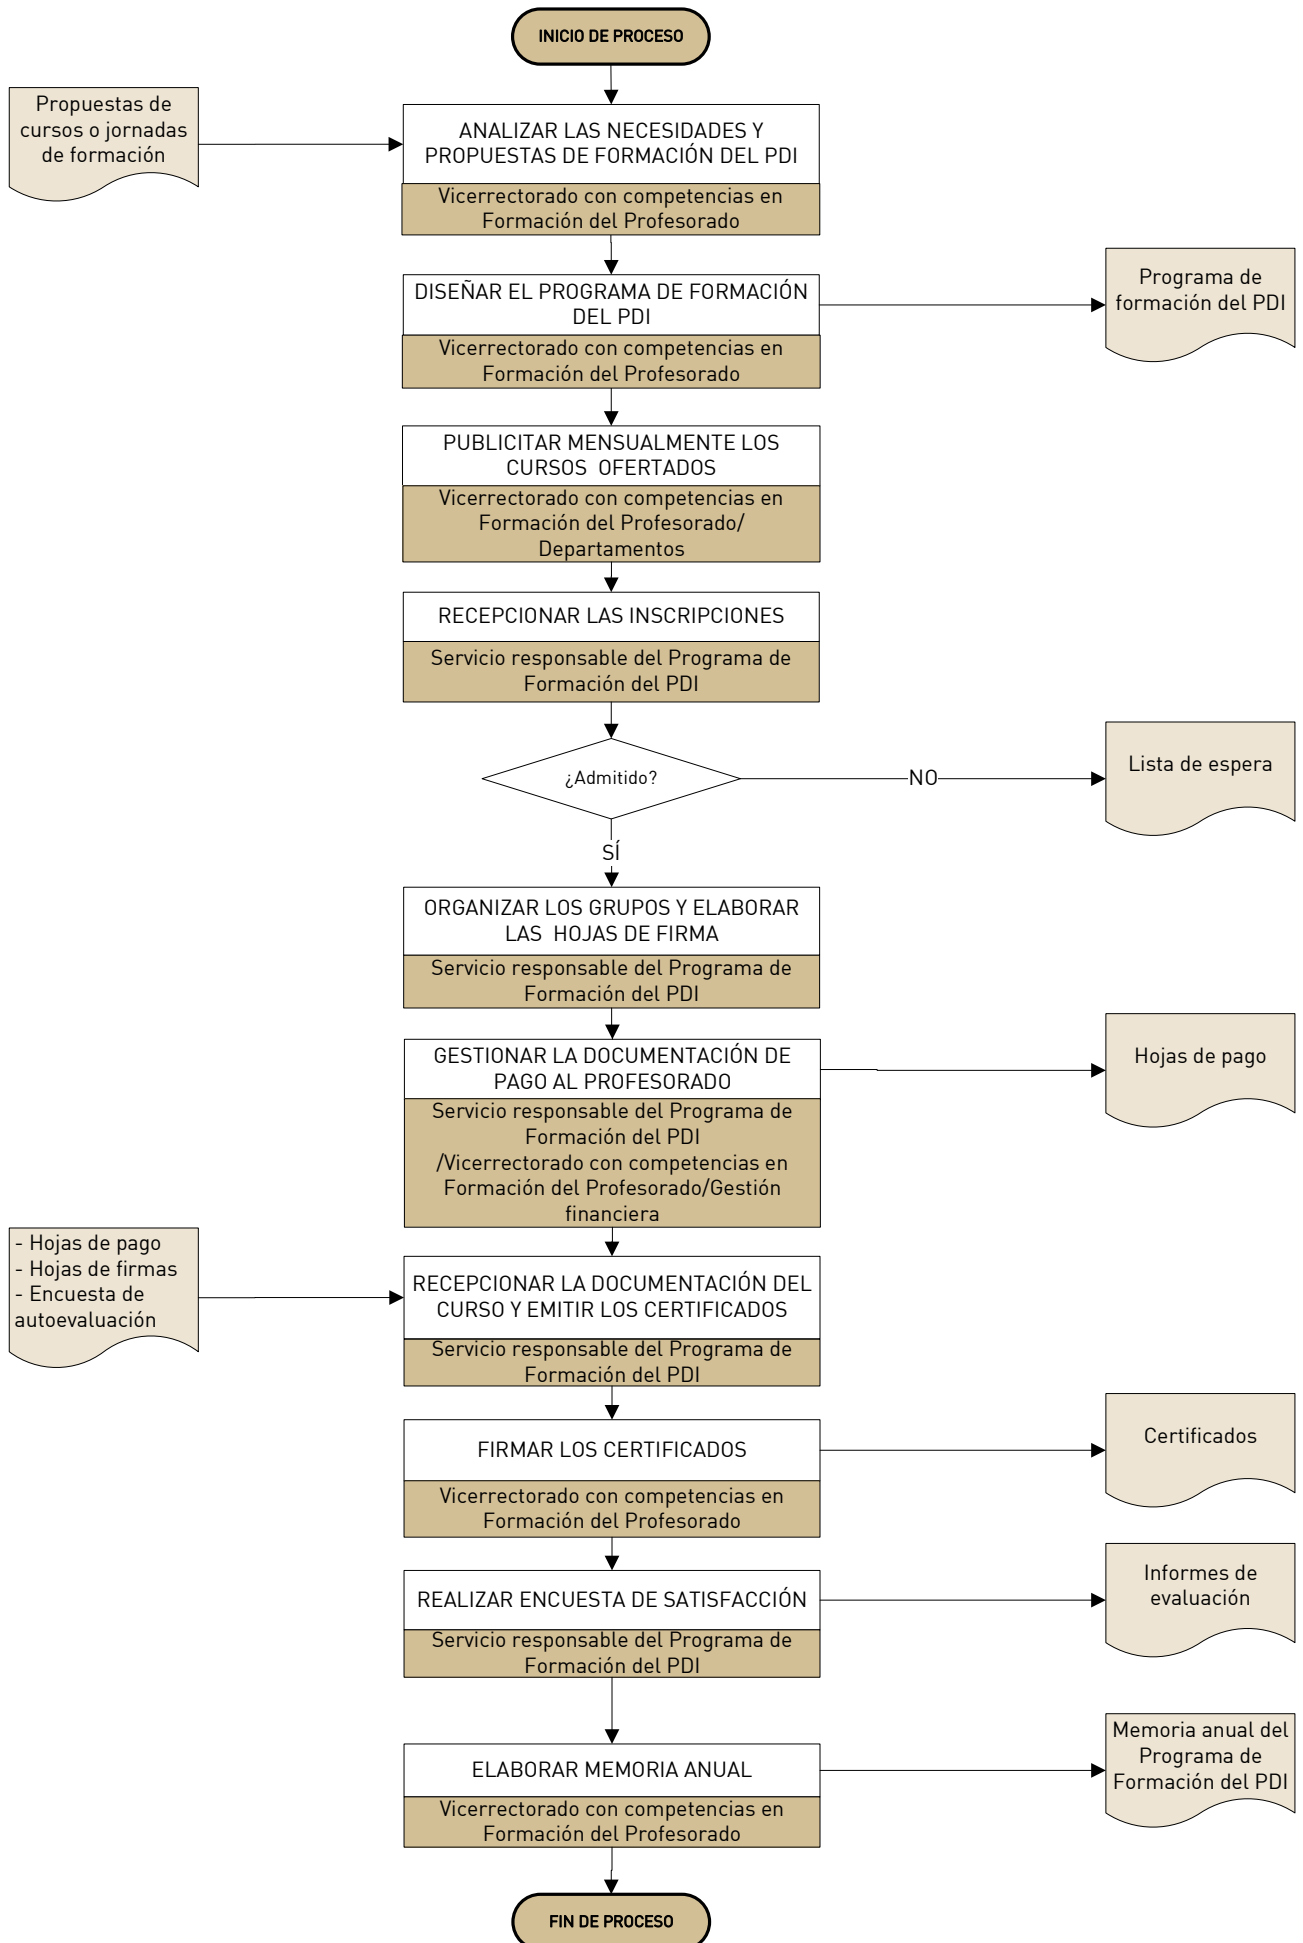 INICIO DE PROCESO
Propuestas de
cursos o jornadas
de formación
ANALIZAR LAS NECESIDADES Y
PROPUESTAS DE FORMACIÓN DEL PDI
Vicerrectorado con competencias en
Formación del Profesorado
DISEÑAR EL PROGRAMA DE FORMACIÓN
DEL PDI
Vicerrectorado con competencias en
Formación del Profesorado
Programa de
formación del PDI
PUBLICITAR MENSUALMENTE LOS
CURSOS OFERTADOS
Vicerrectorado con competencias en
Formación del Profesorado/
Departamentos
RECEPCIONAR LAS INSCRIPCIONES
Servicio responsable del Programa de
Formación del PDI
¿Admitido?
NO
Lista de espera
SÍ
ORGANIZAR LOS GRUPOS Y ELABORAR
LAS HOJAS DE FIRMA
Servicio responsable del Programa de
Formación del PDI
GESTIONAR LA DOCUMENTACIÓN DE
PAGO AL PROFESORADO
Servicio responsable del Programa de
Formación del PDI
/Vicerrectorado con competencias en
Formación del Profesorado/Gestión
financiera
Hojas de pago
- Hojas de pago
- Hojas de firmas
- Encuesta de
autoevaluación
RECEPCIONAR LA DOCUMENTACIÓN DEL
CURSO Y EMITIR LOS CERTIFICADOS
Servicio responsable del Programa de
Formación del PDI
FIRMAR LOS CERTIFICADOS
Vicerrectorado con competencias en
Formación del Profesorado
Certificados
REALIZAR ENCUESTA DE SATISFACCIÓN
Servicio responsable del Programa de
Formación del PDI
Informes de
evaluación
ELABORAR MEMORIA ANUAL
Vicerrectorado con competencias en
Formación del Profesorado
Memoria anual del
Programa de
Formación del PDI
FIN DE PROCESO